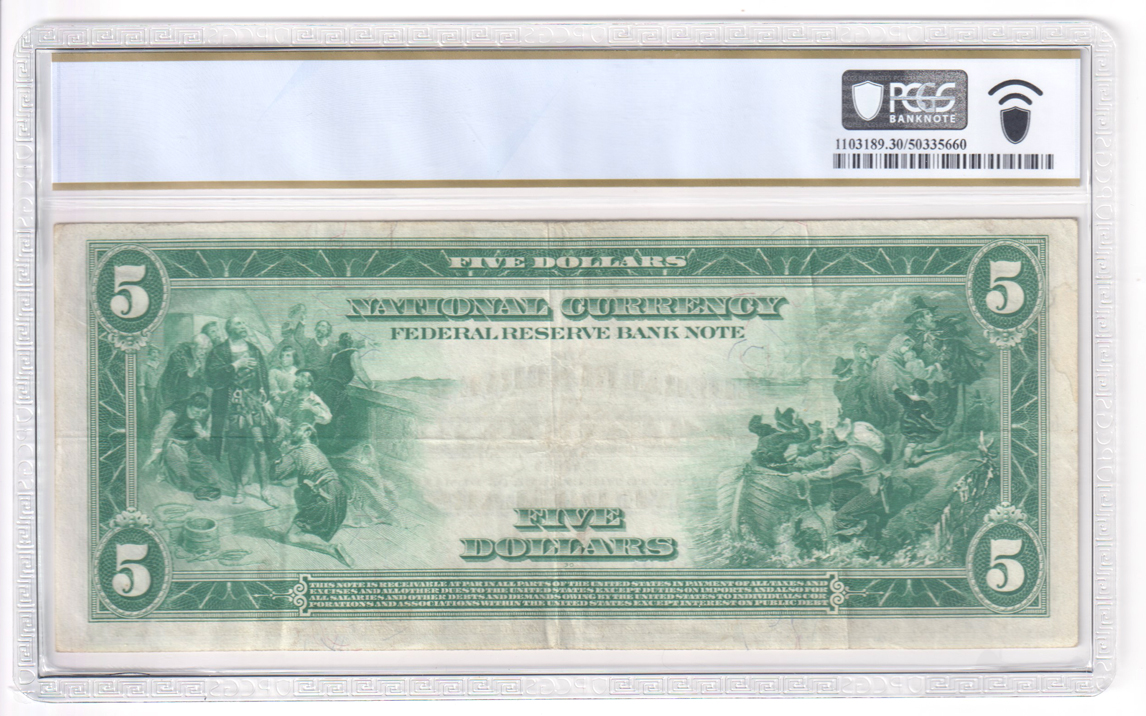 PCGS
BANKNOTE
1103189.30/50335660
FIVE DOLLARS
5
5
NATIONAL CURRENCY
FEDERAL RESERVE BANK NOTE
FIVE
DOLLARS
5
5
THIS NOTE IS RECEIVABLE AT PAR IN ALL PARTS OF THE UNITED STATES IN PAYMENT OF ALL TAXES AND
EXCISES AND ALL OTHER DUES TO THE UNITED STATES EXCEPT DUTIES ON IMPORTS AND ALSO FOR
ALL SALARIES AND OTHER DEBTS AND DEMANDS OWING BY THE UNITED STATES TO INDIVIDUALS COR
PORATIONS AND ASSOCIATIONS WITHIN THE UNITED STATES EXCEPT INTEREST ON PUBLIC DEBT